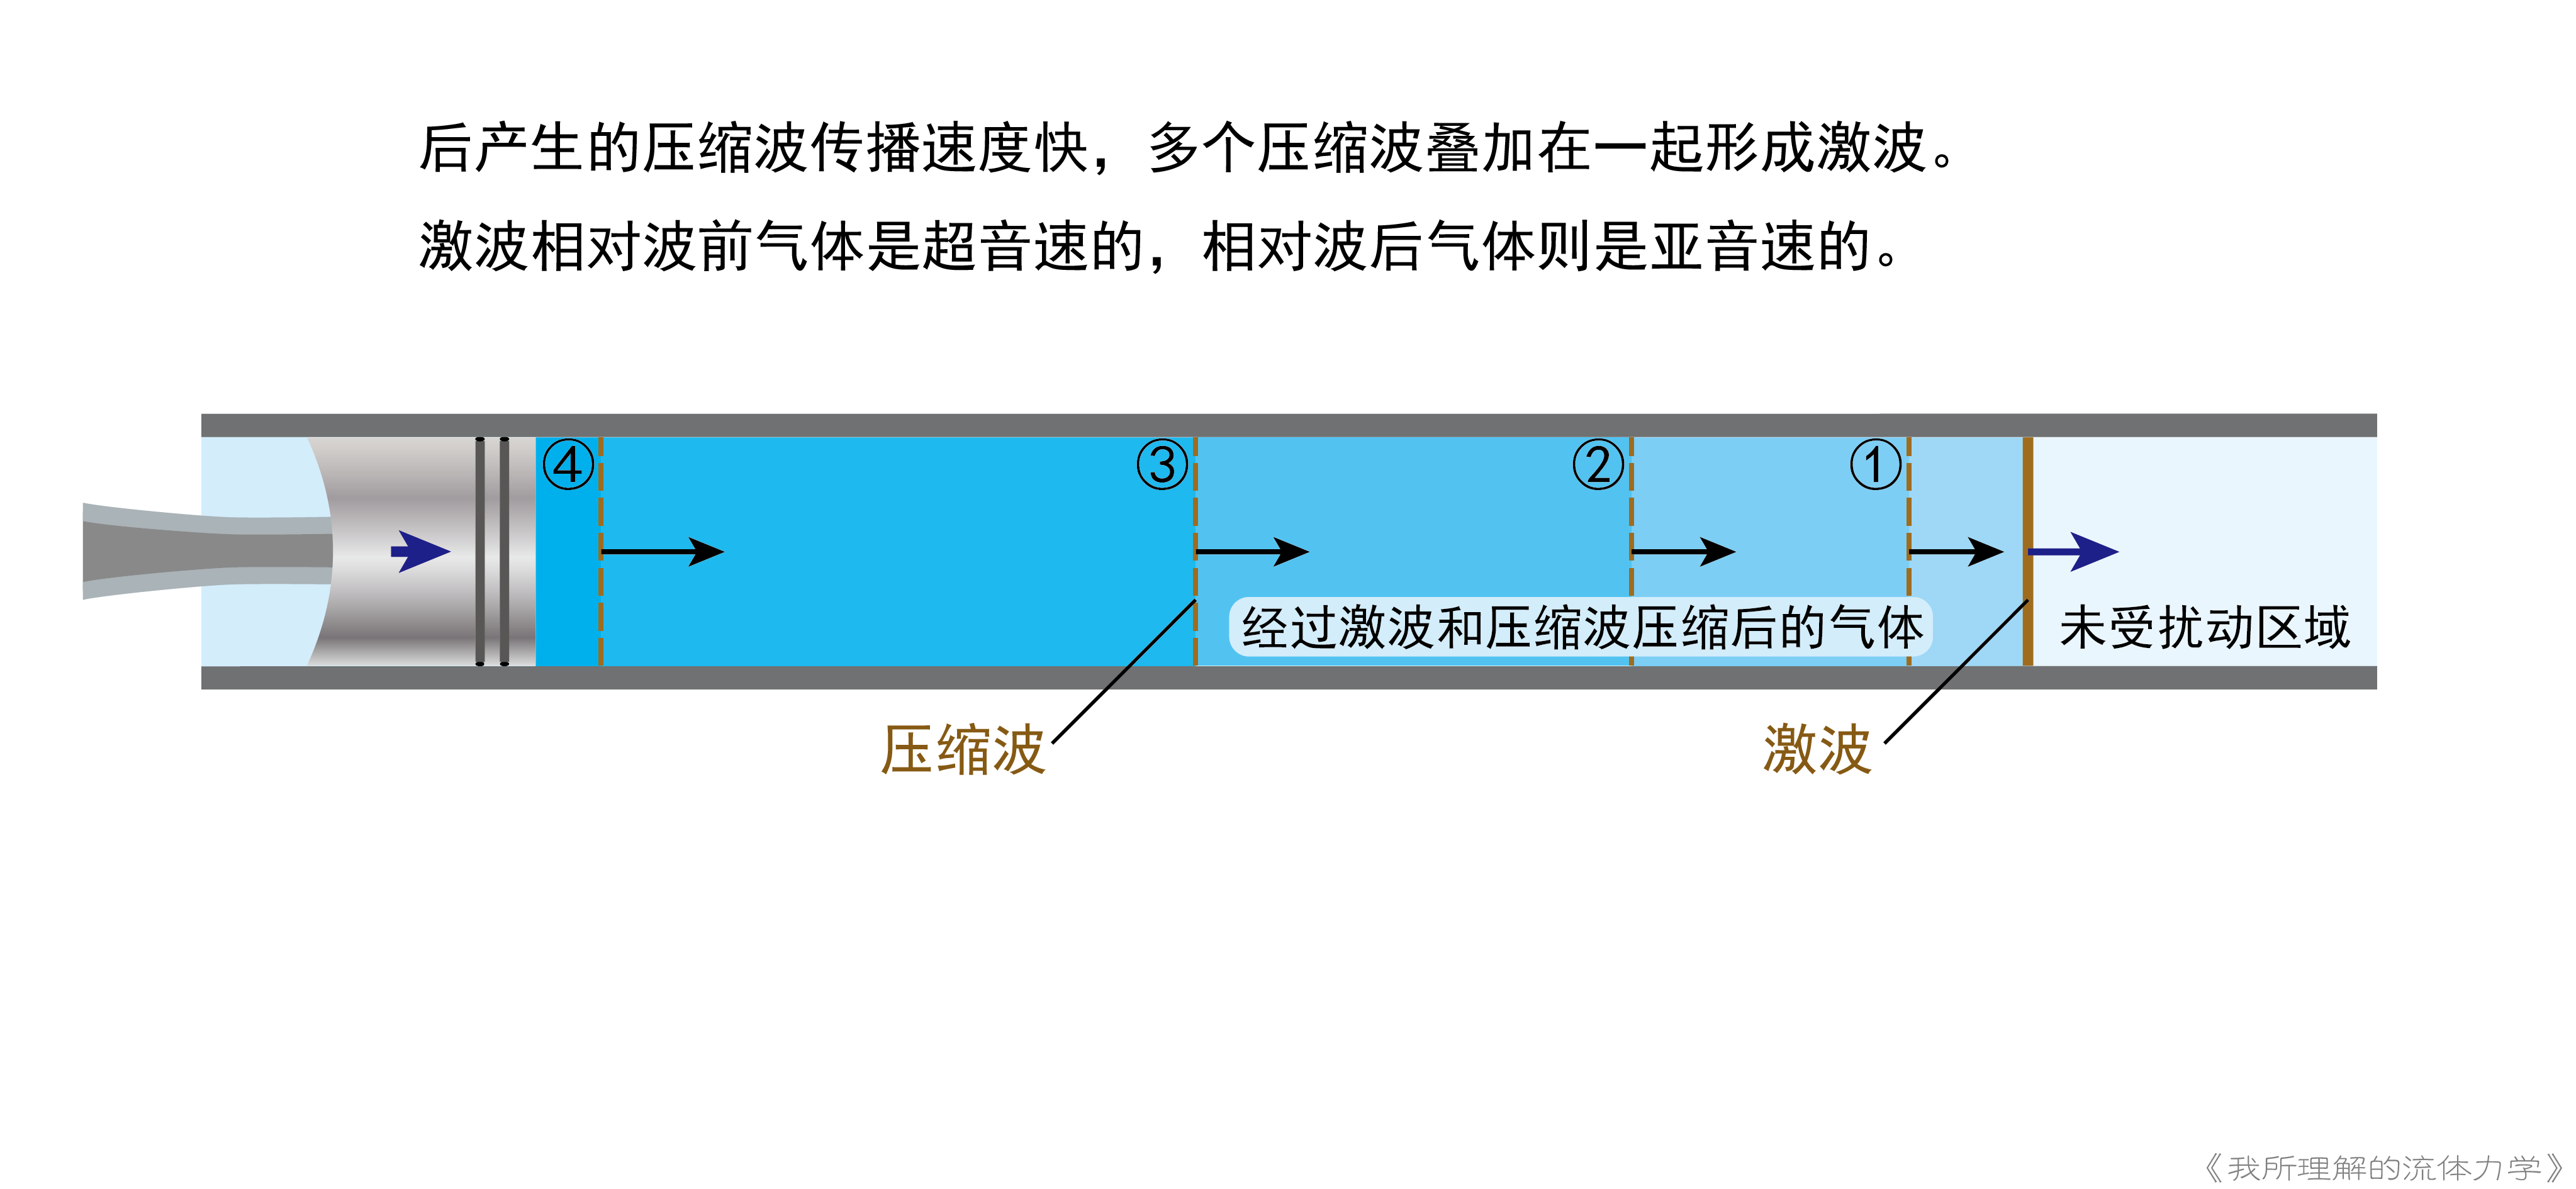 后产生的压缩波传播速度快，多个压缩波叠加在一起形成激波。
激波相对波前气体是超音速的，相对波后气体则是亚音速的。
④ ③ ② ①
经过激波和压缩波压缩后的气体 未受扰动区域
压缩波 激波
《我所理解的流体力学》